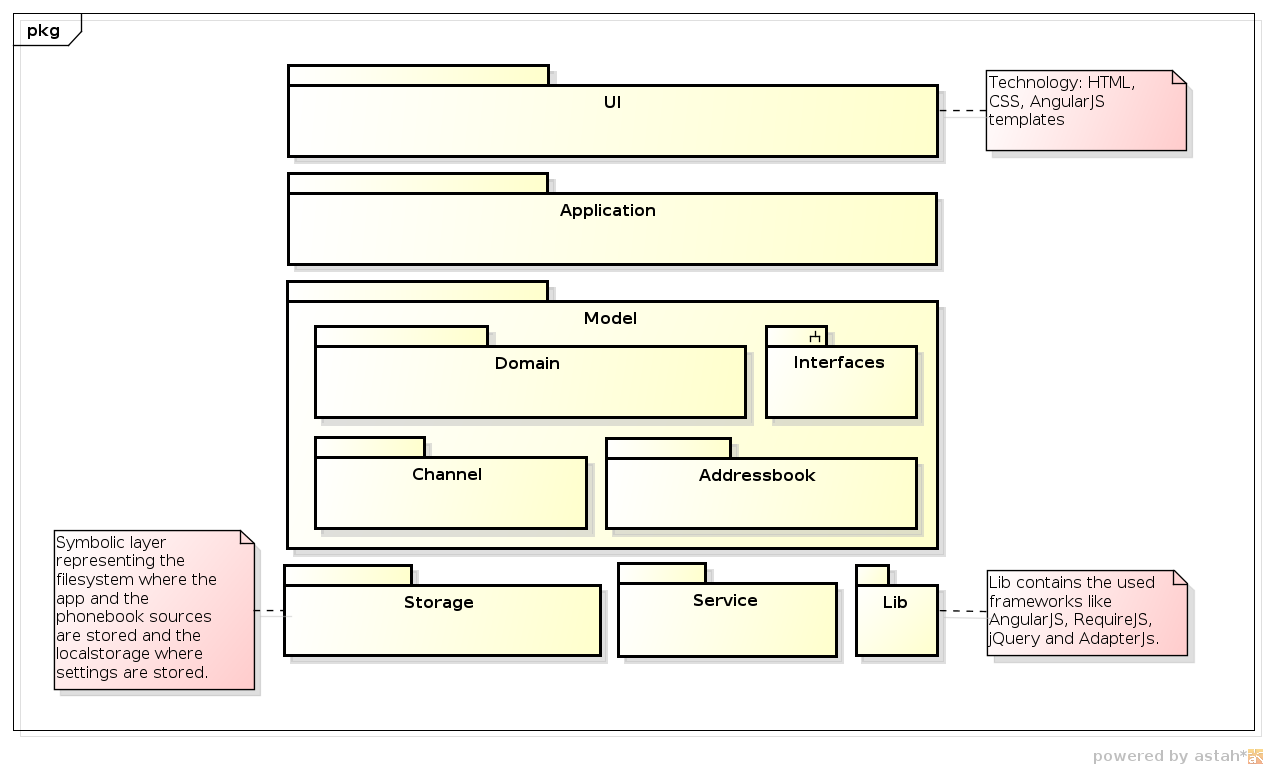 pkg
UI
Technology: HTML,
CSS, AngularJS
templates
Application
Model
Domain
Interfaces
Channel
Addressbook
Symbolic layer
representing the
filesystem where the
app and the
phonebook sources
are stored and the
localstorage where
settings are stored.
Storage
Service
Lib
Lib contains the used
frameworks like
AngularJS, RequireJS,
jQuery and AdapterJs.
powered by astah*